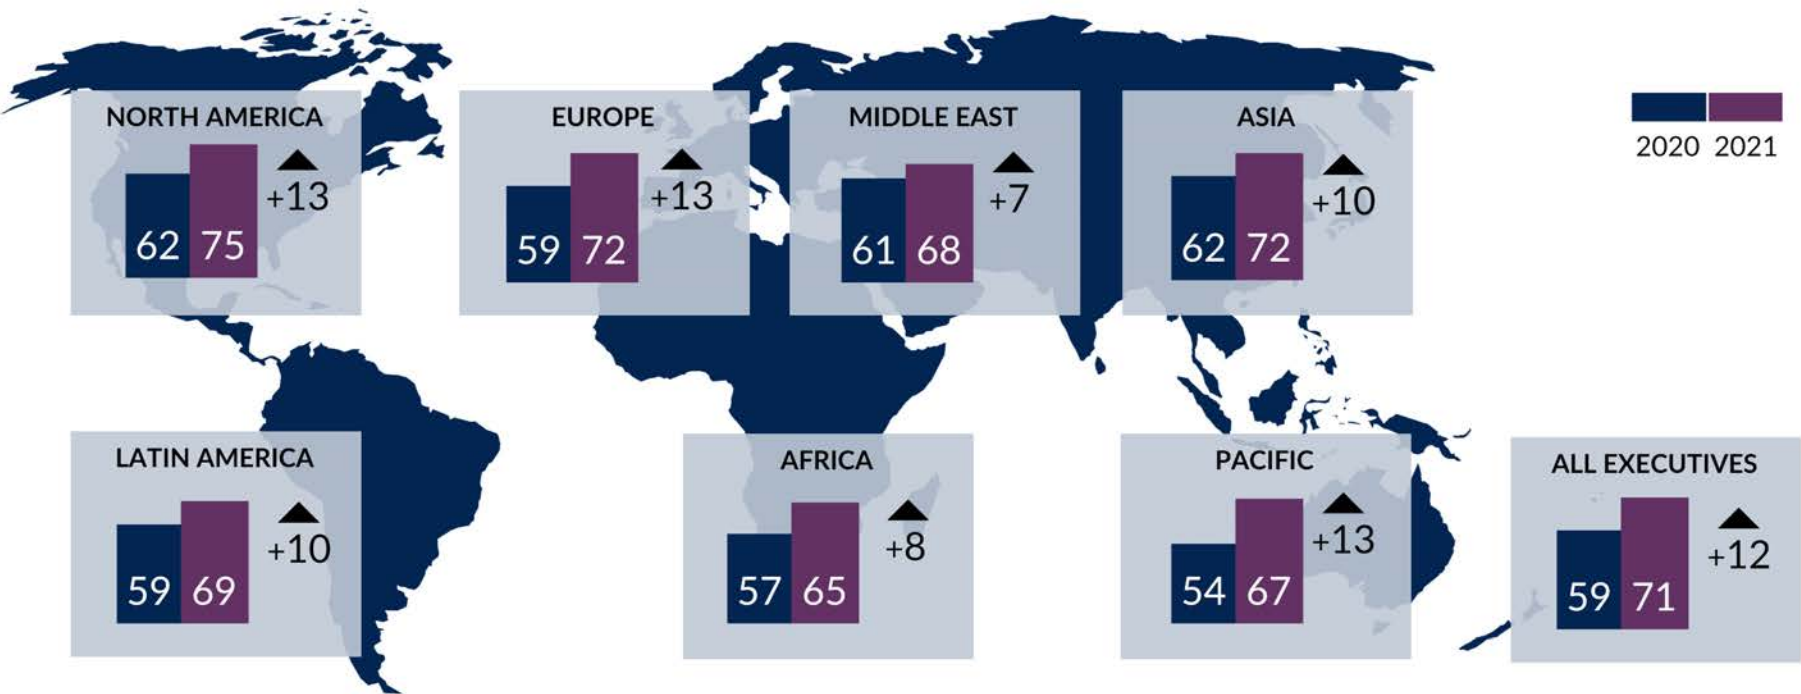 NORTH AMERICA
62 75
+13
EUROPE
59 72
+13
MIDDLE EAST
61 68
+7
ASIA
62 72
+10
2020 2021
LATIN AMERICA
59 69
+10
AFRICA
57 65
+8
PACIFIC
54 67
+13
ALL EXECUTIVES
59 71
+12